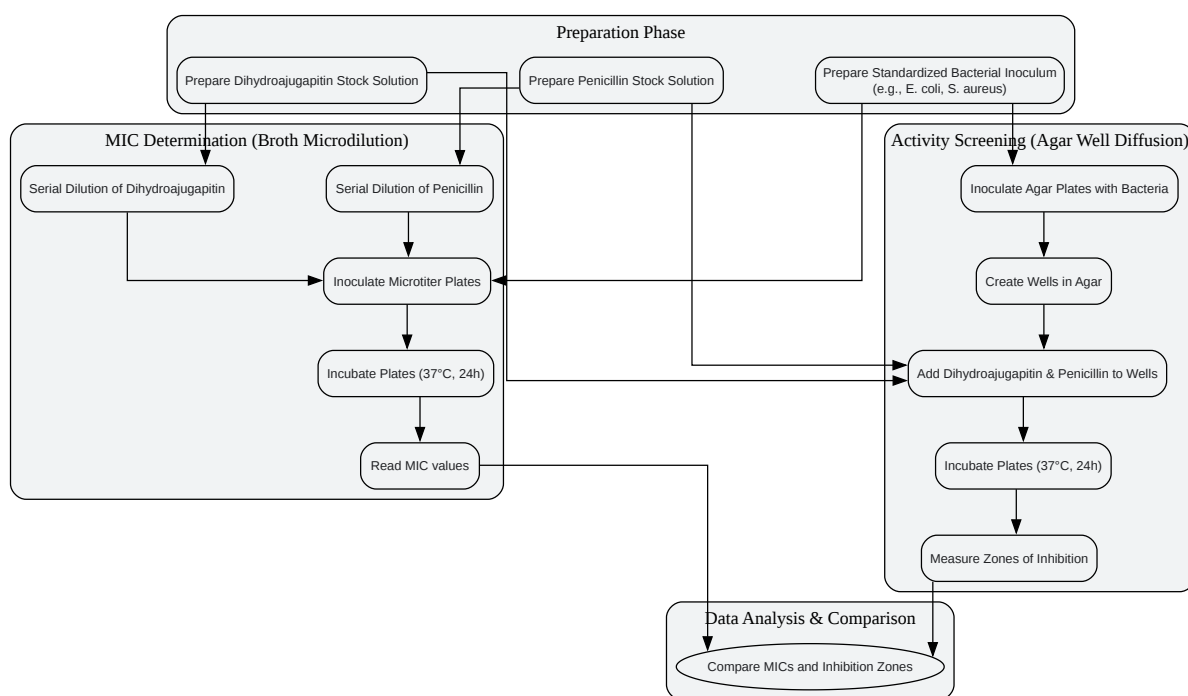 Preparation Phase
Prepare Dihydroajugapitin Stock Solution
Prepare Penicillin Stock Solution
Prepare Standardized Bacterial Inoculum
(e.g., E. coli, S. aureus)
MIC Determination (Broth Microdilution)
Serial Dilution of Dihydroajugapitin
Serial Dilution of Penicillin
Inoculate Microtiter Plates
Incubate Plates (37°C, 24h)
Read MIC values
Activity Screening (Agar Well Diffusion)
Inoculate Agar Plates with Bacteria
Create Wells in Agar
Add Dihydroajugapitin & Penicillin to Wells
Incubate Plates (37°C, 24h)
Measure Zones of Inhibition
Data Analysis & Comparison
Compare MICs and Inhibition Zones